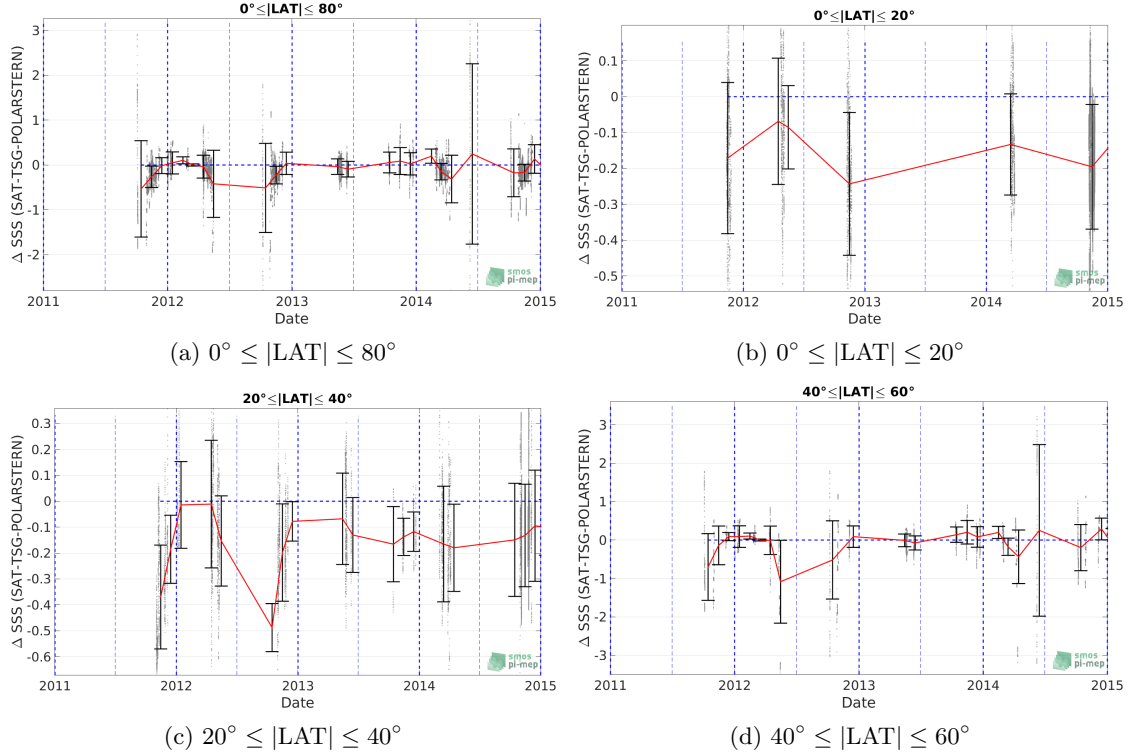 0°≤|LAT|≤ 80°
Δ SSS (SAT-TSG-POLARSTERN)
3
2
1
0
-1
-2
2011 2012 2013 2014 2015
Date
smos
pi-mep
(a) 0° ≤ |LAT| ≤ 80°
0°≤|LAT|≤ 20°
Δ SSS (SAT-TSG-POLARSTERN)
0.1
0
-0.1
-0.2
-0.3
-0.4
-0.5
2011 2012 2013 2014 2015
Date
smos
pi-mep
(b) 0° ≤ |LAT| ≤ 20°
20°≤|LAT|≤ 40°
Δ SSS (SAT-TSG-POLARSTERN)
0.3
0.2
0.1
0
-0.1
-0.2
-0.3
-0.4
-0.5
-0.6
2011 2012 2013 2014 2015
Date
smos
pi-mep
(c) 20° ≤ |LAT| ≤ 40°
40°≤|LAT|≤ 60°
Δ SSS (SAT-TSG-POLARSTERN)
3
2
1
0
-1
-2
-3
2011 2012 2013 2014 2015
Date
smos
pi-mep
(d) 40° ≤ |LAT| ≤ 60°